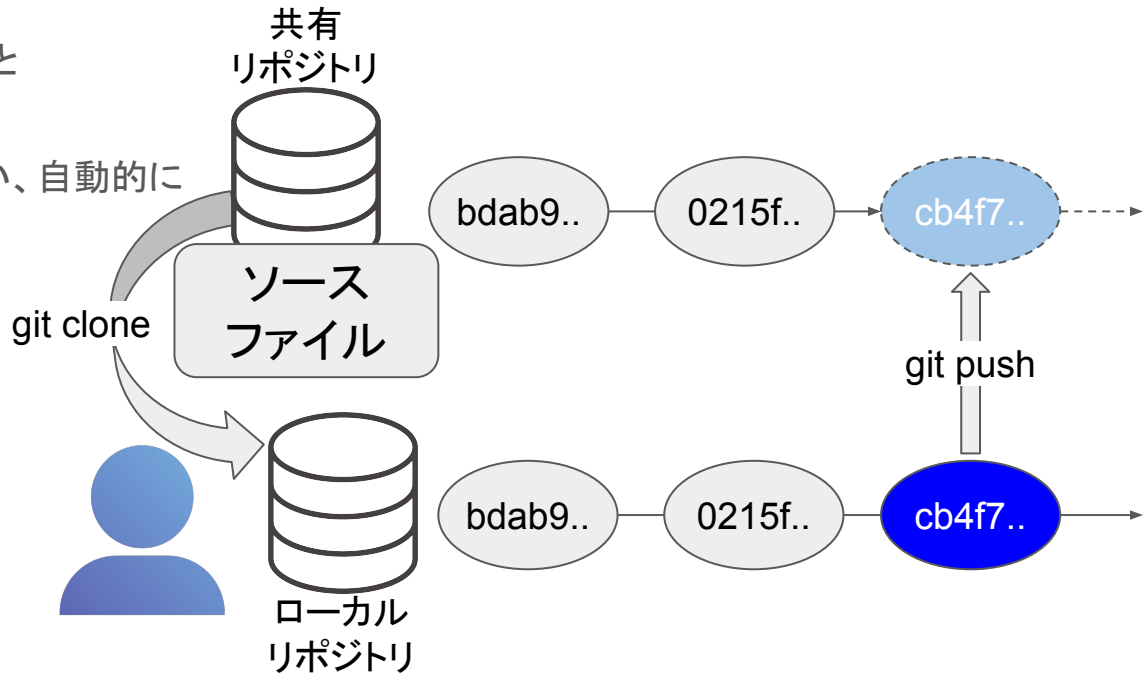 共有
リポジトリ
と
い、自動的に
bdab9..
0215f..
cb4f7..
ソース
ファイル
git clone
git push
bdab9..
0215f..
cb4f7..
ローカル
リポジトリ